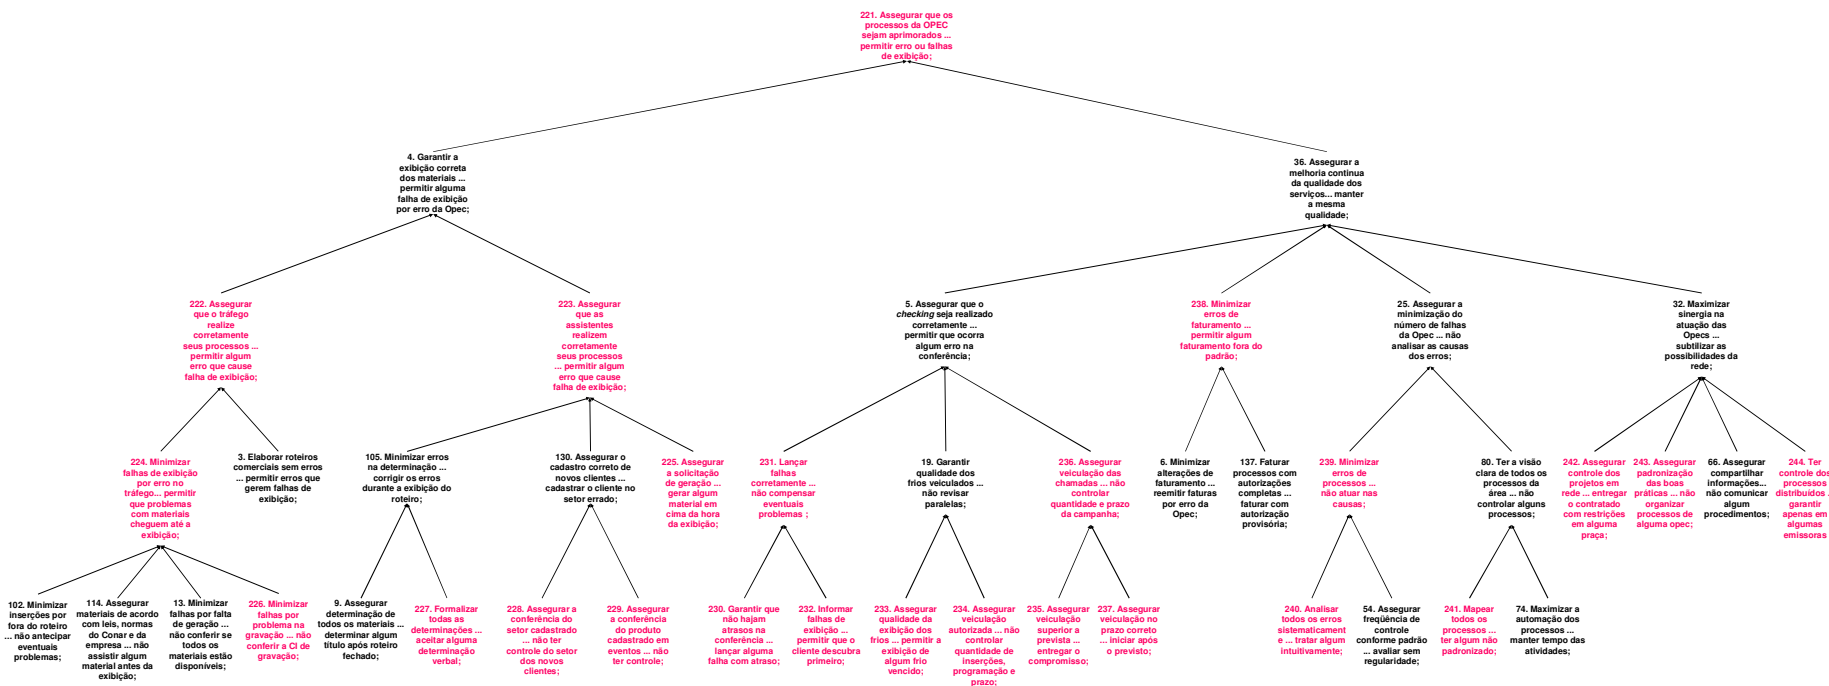 221. Assegurar que os
processos da OPEC
sejam aprimorados ...
permitir erro ou falhas
de exibição;
4. Garantir a
exibição correta
dos materiais ...
permitir alguma
falha de exibição
por erro da Opec;
36. Assegurar a
melhoria continua
da qualidade dos
serviços... manter
a mesma
qualidade;
222. Assegurar
que o tráfego
realize
corretamente
seus processos ...
permitir algum
erro que cause
falha de exibição;
223. Assegurar
que as
assistentes
realizem
corretamente
seus processos
... permitir algum
erro que cause
falha de exibição;
5. Assegurar que o
checking seja realizado
corretamente ...
permitir que ocorra
algum erro na
conferência;
238. Minimizar
erros de
faturamento ...
permitir algum
faturamento fora do
padrão;
25. Assegurar a
minimização do
número de falhas
da Opec ... não
analisar as causas
dos erros;
32. Maximizar
sinergia na
atuação das
Opecs ...
subtilizar as
possibilidades da
rede;
224. Minimizar
falhas de exibição
por erro no
tráfego... permitir
que problemas
com materiais
cheguem até a
exibição;
3. Elaborar roteiros
comerciais sem erros
... permitir erros que
gerem falhas de
exibição;
105. Minimizar erros
na determinação ...
corrigir os erros
durante a exibição do
roteiro;
130. Assegurar o
cadastro correto de
novos clientes ...
cadastrar o cliente no
setor errado;
225. Assegurar
a solicitação
de geração ...
gerar algum
material em
cima da hora
da exibição;
231. Lançar
falhas
corretamente ...
não compensar
eventuais
problemas ;
19. Garantir
qualidade dos
frios veiculados ...
não revisar
paralelas;
236. Assegurar
veiculação das
chamadas ... não
controlar
quantidade e prazo
da campanha;
6. Minimizar
alterações de
faturamento ...
reemitir faturas
por erro da
Opec;
137. Faturar
processos com
autorizações
completas ...
faturar com
autorização
provisória;
239. Minimizar
erros de
processos ...
não atuar nas
causas;
80. Ter a visão
clara de todos os
processos da
área ... não
controlar alguns
processos;
242. Assegurar
controle dos
projetos em
rede ... entregar
o contratado
com restrições
em alguma
praça;
243. Assegurar
padronização
das boas
práticas ... não
organizar
processos de
alguma opec;
66. Assegurar
compartilhar
informações...
não comunicar
algum
procedimentos;
244. Ter
controle dos
processos
distribuídos ..
garantir
apenas em
algumas
emissoras
102. Minimizar
inserções por
fora do roteiro
... não antecipar
eventuais
problemas;
114. Assegurar
materiais de acordo
com leis, normas
do Conar e da
empresa ... não
assistir algum
material antes da
exibição;
13. Minimizar
falhas por falta
de geração ...
não conferir se
todos os
materiais estão
disponíveis;
226. Minimizar
falhas por
problema na
gravação ... não
conferir a CI de
gravação;
9. Assegurar
determinação de
todos os materiais ...
determinar algum
título após roteiro
fechado;
227. Formalizar
todas as
determinações ...
aceitar alguma
determinação
verbal;
228. Assegurar a
conferência do
setor cadastrado
... não ter
controle do setor
dos novos
clientes;
229. Assegurar
a conferência
do produto
cadastrado em
eventos ... não
ter controle;
230. Garantir que
não hajam
atrasos na
conferência ...
lançar alguma
falha com atraso;
232. Informar
falhas de
exibição ...
permitir que o
cliente descubra
primeiro;
233. Assegurar
qualidade da
exibição dos
frios ... permitir a
exibição de
algum frio
vencido;
234. Assegurar
veiculação
autorizada ... não
controlar
quantidade de
inserções,
programação e
prazo;
235. Assegurar
veiculação
superior a
prevista ...
entregar o
compromisso;
237. Assegurar
veiculação no
prazo correto
... iniciar após
o previsto;
240. Analisar
todos os erros
sistematicament
e ... tratar algum
intuitivamente;
54. Assegurar
freqüência de
controle
conforme padrão
... avaliar sem
regularidade;
241. Mapear
todos os
processos ...
ter algum não
padronizado;
74. Maximizar a
automação dos
processos ...
manter tempo das
atividades;